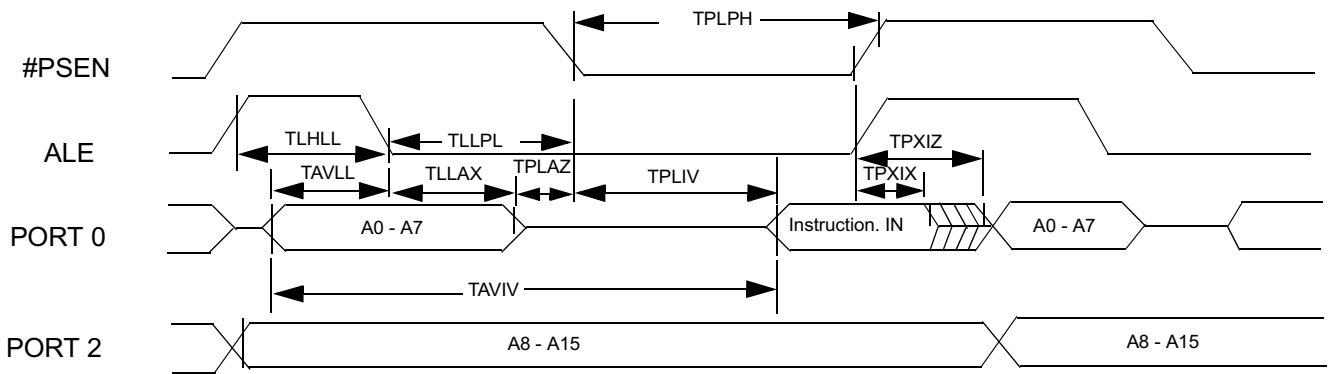 TPLPH
#PSEN
TLHLL
TLLPL
TPXIZ
ALE
TAVLL
TLLAX
TPLAZ
TPLIV
TPXIX
PORT 0
A0 - A7
Instruction. IN
A0 - A7
TAVIV
PORT 2
A8 - A15
A8 - A15